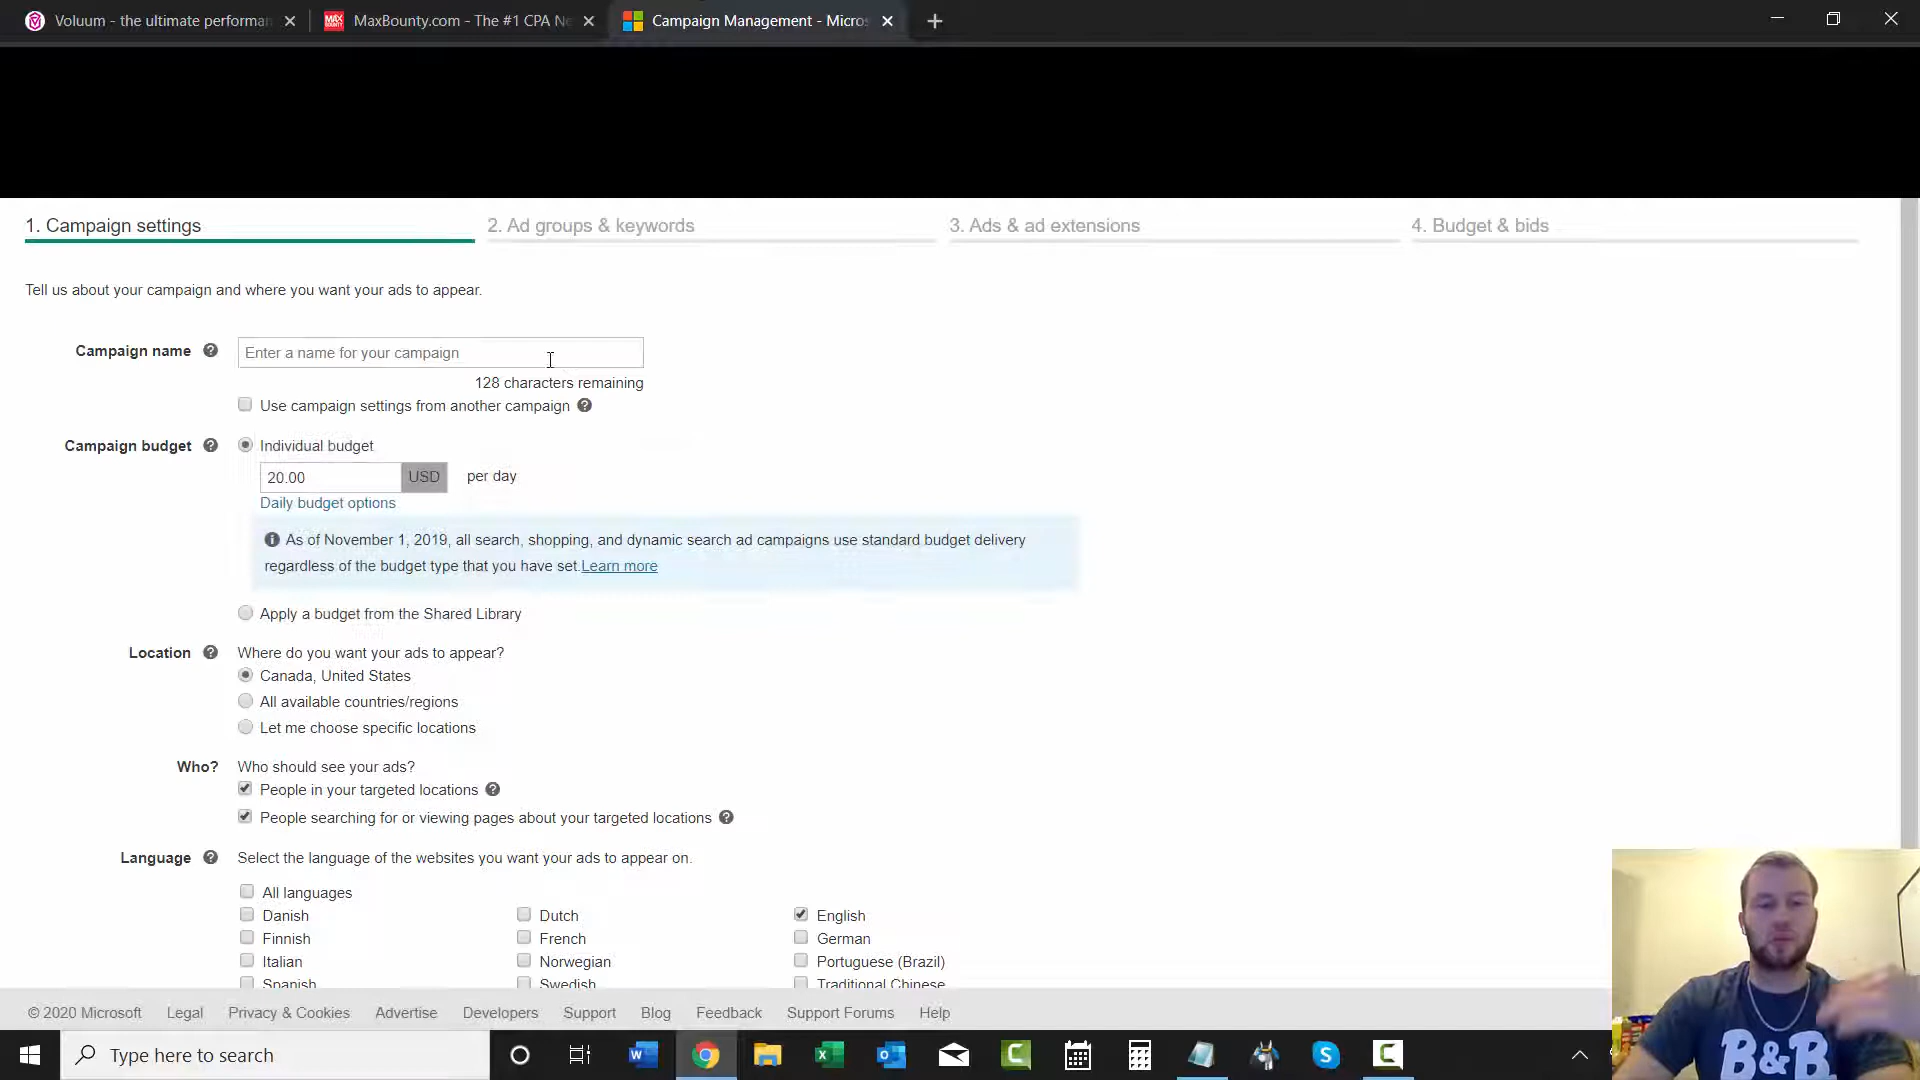 Voluum - the ultimate performan
MaxBounty.com - The #1 CPA Ne
Campaign Management - Micros
1. Campaign settings
2. Ad groups & keywords
3. Ads & ad extensions
4. Budget & bids
Tell us about your campaign and where you want your ads to appear.
Campaign name
Enter a name for your campaign
128 characters remaining
Use campaign settings from another campaign
Campaign budget
Individual budget
20.00 USD per day
Daily budget options
As of November 1, 2019, all search, shopping, and dynamic search ad campaigns use standard budget delivery
regardless of the budget type that you have set. Learn more
Apply a budget from the Shared Library
Location
Where do you want your ads to appear?
Canada, United States
All available countries/regions
Let me choose specific locations
Who?
Who should see your ads?
People in your targeted locations
People searching for or viewing pages about your targeted locations
Language
Select the language of the websites you want your ads to appear on.
All languages
Danish Dutch English
Finnish French German
Italian Norwegian Portuguese (Brazil)
Spanish Swedish Traditional Chinese
© 2020 Microsoft Legal Privacy & Cookies Advertise Developers Support Blog Feedback Support Forums Help
Type here to search
B&B